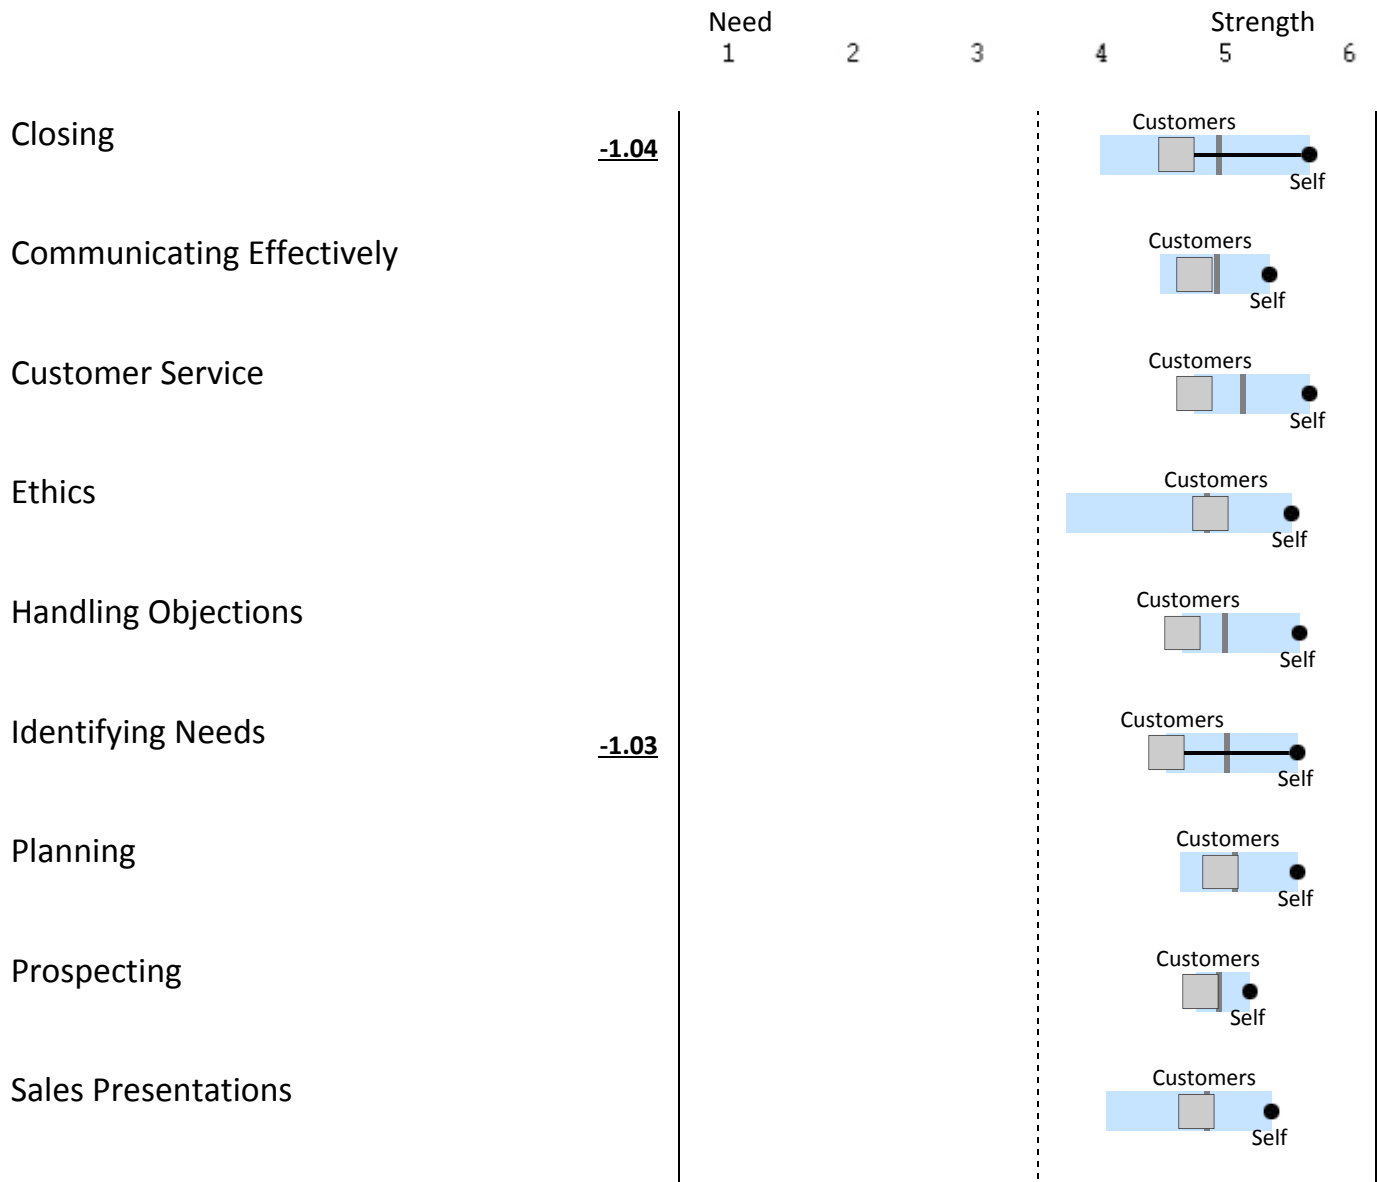 Need Strength
1 2 3 4 5 6
Customers
Closing
-1.04
Self
Customers
Communicating Effectively
Self
Customers
Customer Service
Self
Customers
Ethics
Self
Customers
Handling Objections
Self
Customers
Identifying Needs
-1.03
Self
Customers
Planning
Self
Customers
Prospecting
Self
Customers
Sales Presentations
Self